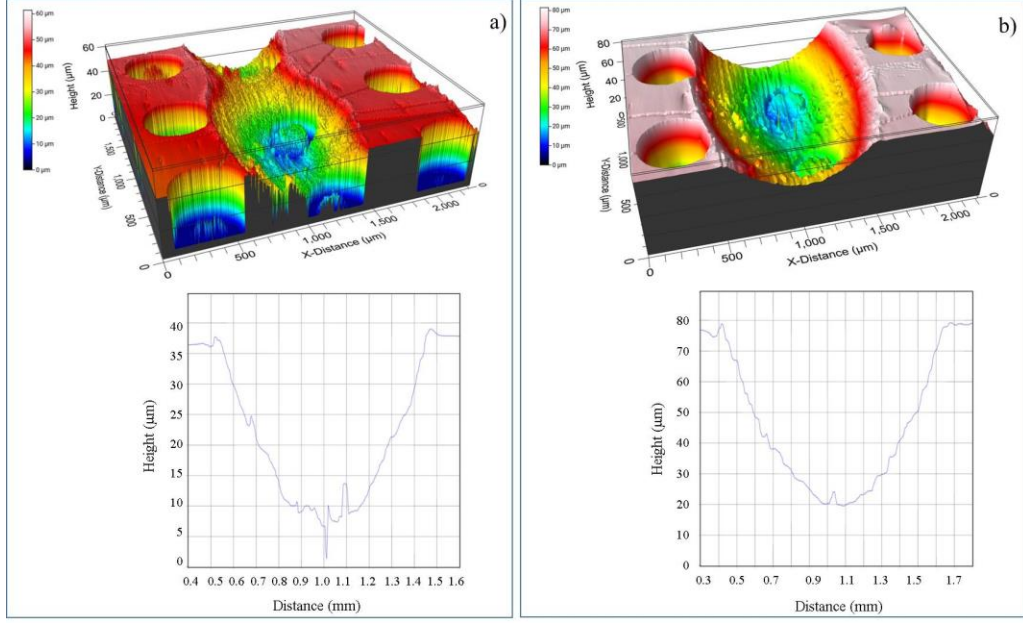 a)
60 µm
50 µm
40 µm
30 µm
20 µm
10 µm
0 µm
Height (µm)
60
40
20
0
Y-Distance (µm)
1,500
1,000
500
0
0
500
1,000
1,500
2,000
0
X-Distance (µm)
Height (µm)
40
35
30
25
20
15
10
5
0
0.4 0.5 0.6 0.7 0.8 0.9 1.0 1.1 1.2 1.3 1.4 1.5 1.6
Distance (mm)
b)
80 µm
70 µm
60 µm
50 µm
40 µm
30 µm
20 µm
10 µm
0 µm
Height (µm)
80
60
40
20
0
Y-Distance (µm)
1,000
500
0
0
500
1,000
1,500
2,000
0
X-Distance (µm)
Height (µm)
80
70
60
50
40
30
20
10
0
0.3 0.5 0.7 0.9 1.1 1.3 1.5 1.7
Distance (mm)